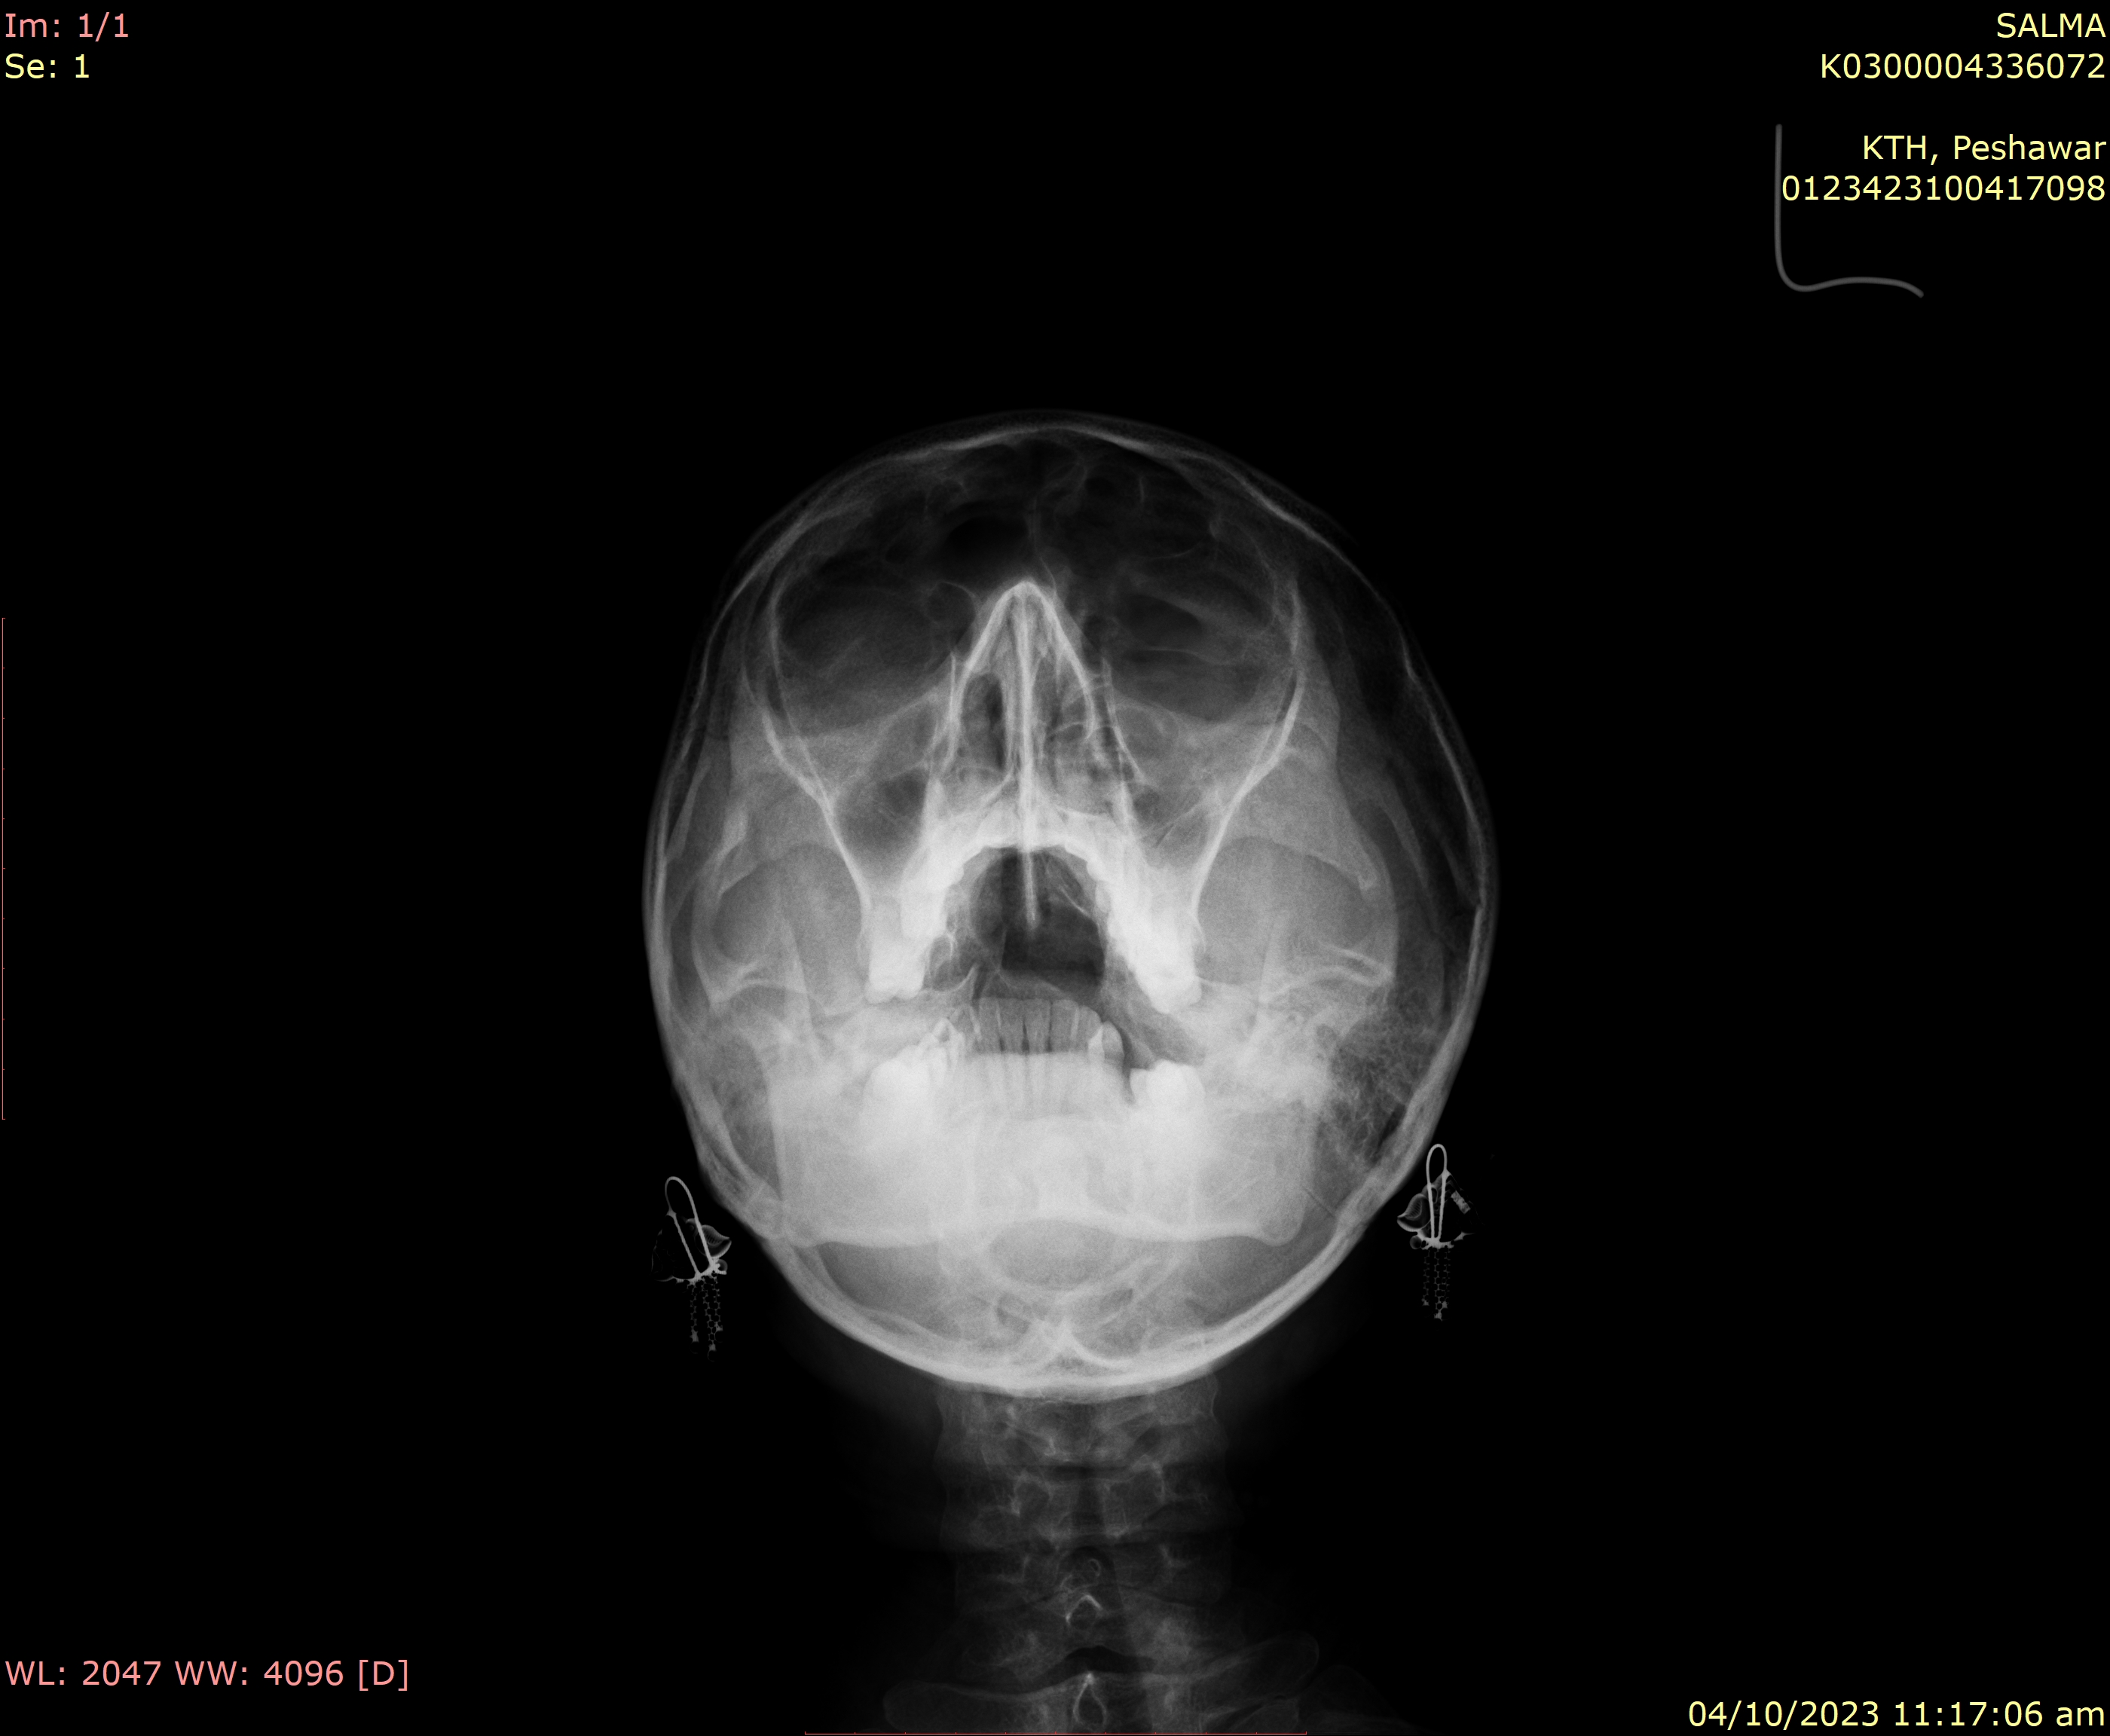 Im: 1/1
Se: 1
SALMA
K0300004336072
KTH, Peshawar
0123423100417098
L
WL: 2047 WW: 4096 [D]
04/10/2023 11:17:06 am